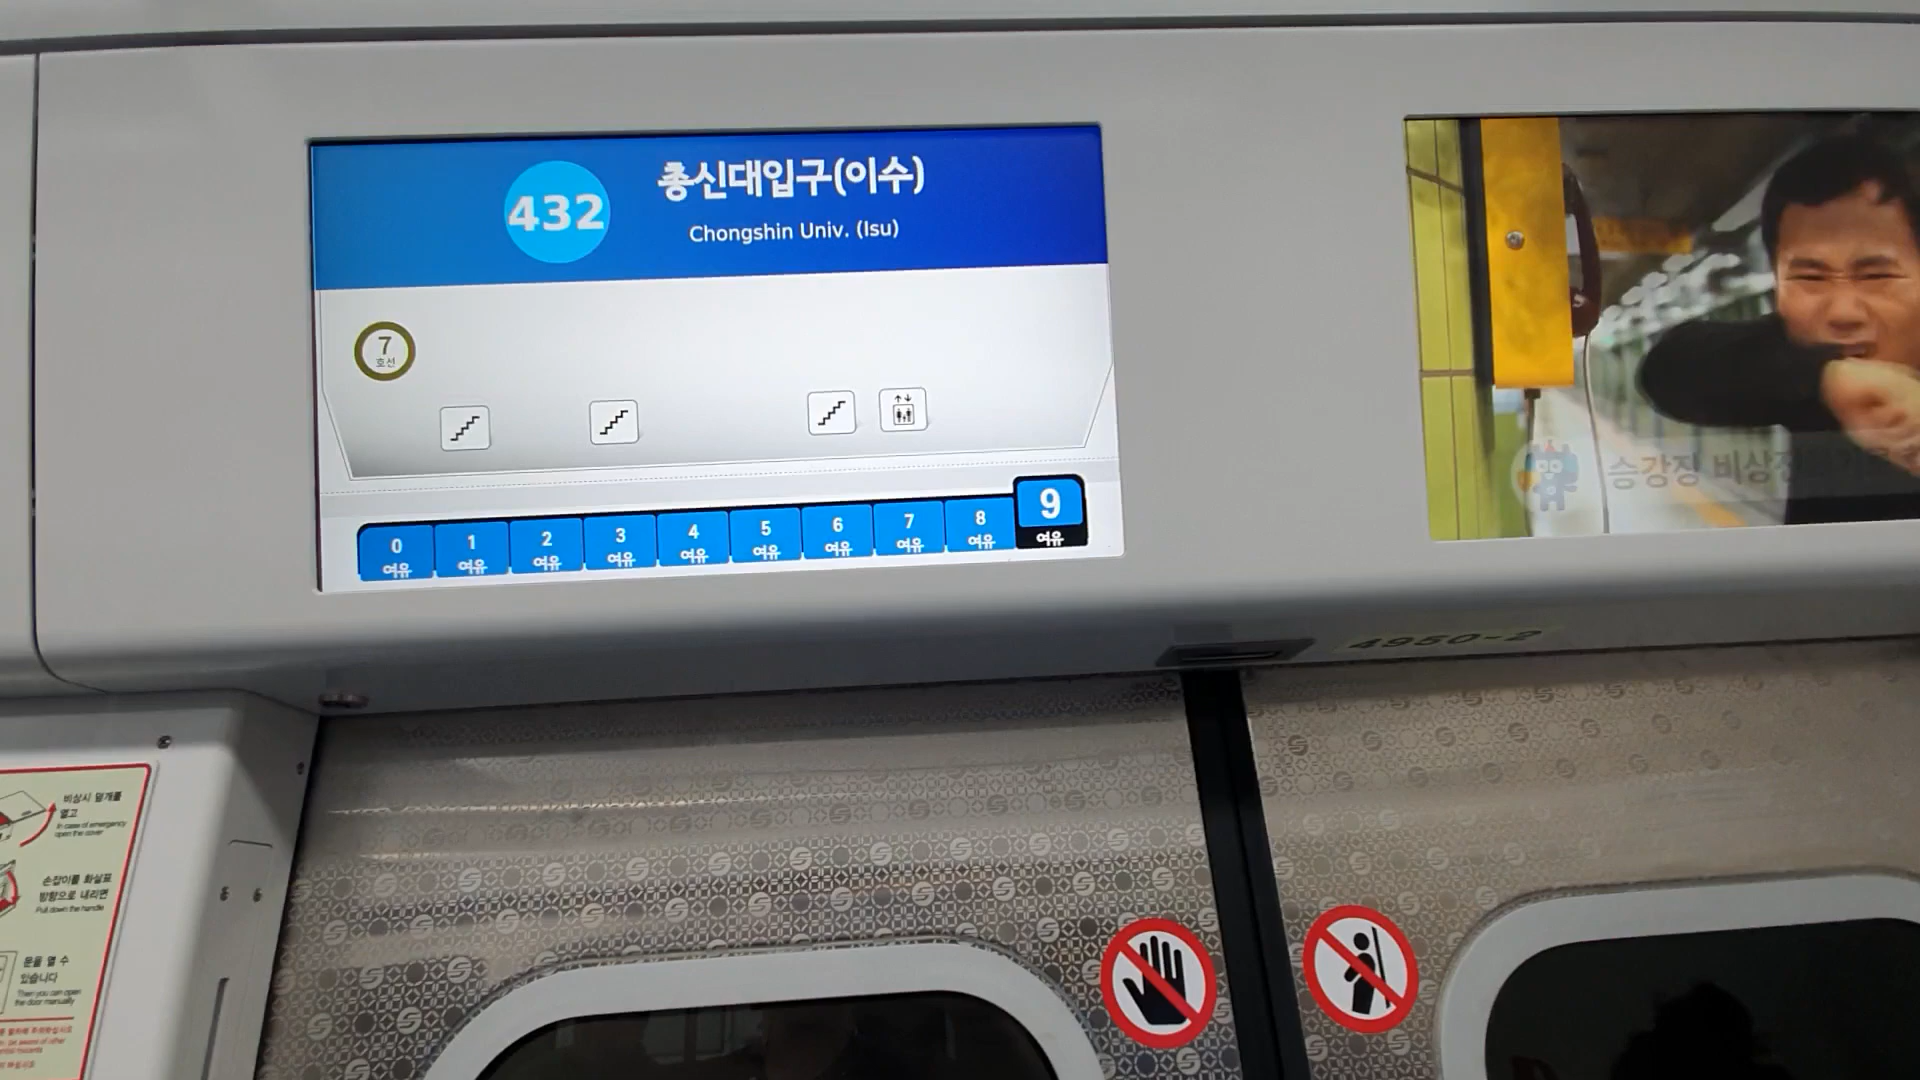 432
총신대입구(이수)
Chongshin Univ. (Isu)
7
호선
0 1 2 3 4 5 6 7 8 9
여유 여유 여유 여유 여유 여유 여유 여유 여유 여유
승강장 비상
4950-2
비상시 덮개를
열고
In case of emergency
open the cover
손잡이를 화살표
방향으로 내리면
Pull down the handle
문을 열 수
있습니다
Then you can open
the door manually